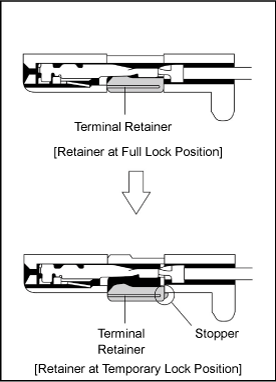 Terminal Retainer
[Retainer at Full Lock Position]
Terminal
Retainer
Stopper
[Retainer at Temporary Lock Position]